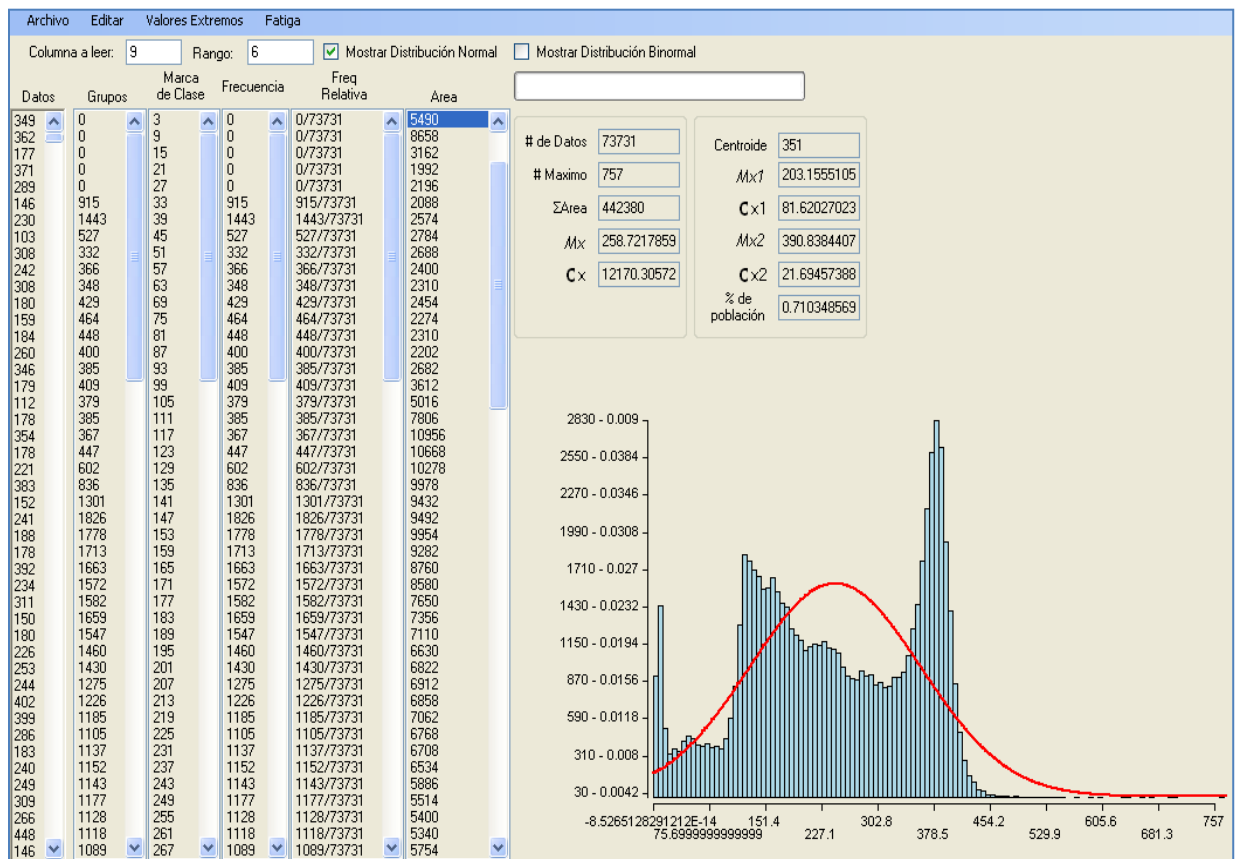 Archivo Editar Valores Extremos Fatiga
Columna a leer: 9 Rango: 6 Mostrar Distribución Normal Mostrar Distribución Binormal
Datos Grupos Marca de Clase Frecuencia Freq Relativa Area
349 0 3 0 0/73731 5490
362 0 9 0 0/73731 8658
177 0 15 0 0/73731 3162
371 0 21 0 0/73731 1992
289 0 27 0 0/73731 2196
146 915 33 915 915/73731 2088
230 1443 39 1443 1443/73731 2574
103 527 45 527 527/73731 2784
308 332 51 332 332/73731 2688
242 366 57 366 366/73731 2400
308 348 63 348 348/73731 2310
180 429 69 429 429/73731 2454
159 464 75 464 464/73731 2274
184 448 81 448 448/73731 2310
260 400 87 400 400/73731 2202
346 385 93 385 385/73731 2682
179 409 99 409 409/73731 3612
112 379 105 379 379/73731 5016
178 385 111 385 385/73731 7806
354 367 117 367 367/73731 10956
178 447 123 447 447/73731 10668
221 602 129 602 602/73731 10278
383 836 135 836 836/73731 9978
152 1301 141 1301 1301/73731 9432
241 1826 147 1826 1826/73731 9492
188 1778 153 1778 1778/73731 9954
178 1713 159 1713 1713/73731 9282
392 1663 165 1663 1663/73731 8760
234 1572 171 1572 1572/73731 8580
311 1582 177 1582 1582/73731 7650
150 1659 183 1659 1659/73731 7356
180 1547 189 1547 1547/73731 7110
226 1460 195 1460 1460/73731 6630
253 1430 201 1430 1430/73731 6822
244 1275 207 1275 1275/73731 6912
402 1226 213 1226 1226/73731 6858
399 1185 219 1185 1185/73731 7062
286 1105 225 1105 1105/73731 6768
183 1137 231 1137 1137/73731 6708
240 1152 237 1152 1152/73731 6534
249 1143 243 1143 1143/73731 5886
309 1177 249 1177 1177/73731 5514
266 1128 255 1128 1128/73731 5400
448 1118 261 1118 1118/73731 5340
146 1089 267 1089 1089/73731 5754
# de Datos 73731
# Maximo 757
ΣArea 442380
Mx 258.7217859
Cx 12170.30572
Centroide 351
Mx1 203.1555105
Cx1 81.62027023
Mx2 390.8384407
Cx2 21.69457388
% de población 0.710348569
2830 - 0.009
2550 - 0.0384
2270 - 0.0346
1990 - 0.0308
1710 - 0.027
1430 - 0.0232
1150 - 0.0194
870 - 0.0156
590 - 0.0118
310 - 0.008
30 - 0.0042
-8.52651282912​12E-14 151.4 302.8 454.2 605.6 757
75.6999999999999 227.1 378.5 529.9 681.3